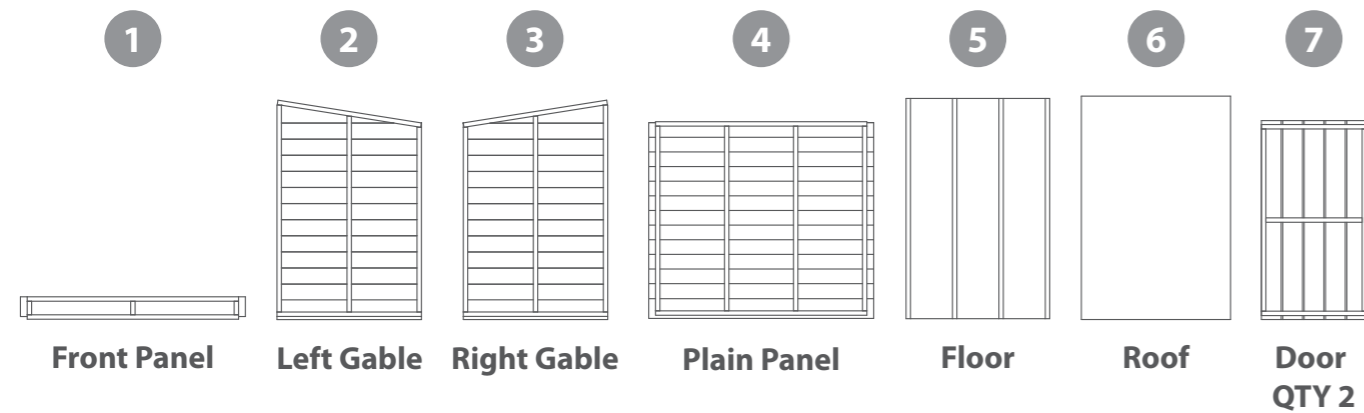 1 2 3 4 5 6 7
Front Panel Left Gable Right Gable Plain Panel Floor Roof Door
QTY 2